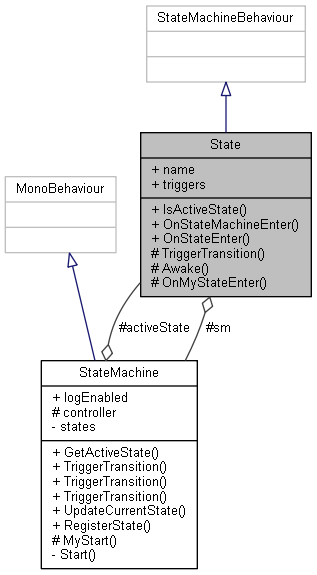 StateMachineBehaviour
State
+ name
+ triggers
+ IsActiveState()
+ OnStateMachineEnter()
+ OnStateEnter()
# TriggerTransition()
# Awake()
# OnMyStateEnter()
MonoBehaviour
#activeState
#sm
StateMachine
+ logEnabled
# controller
- states
+ GetActiveState()
+ TriggerTransition()
+ TriggerTransition()
+ TriggerTransition()
+ UpdateCurrentState()
+ RegisterState()
# MyStart()
- Start()